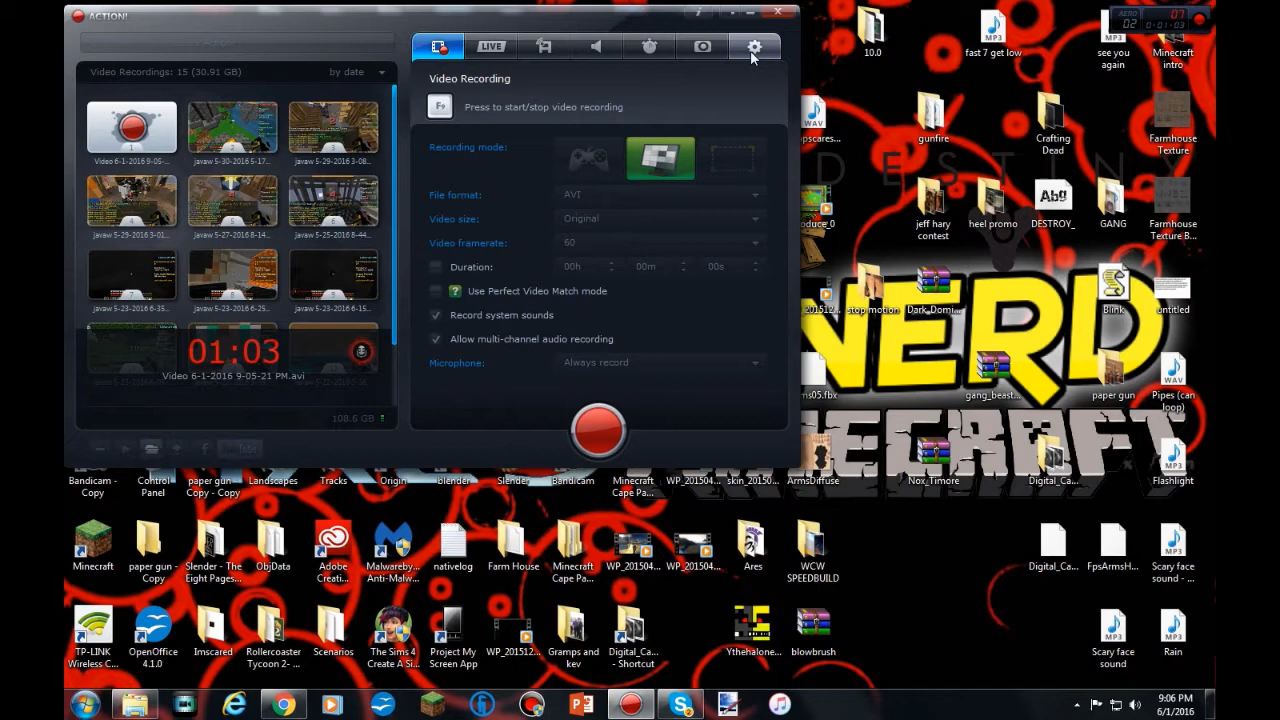 ACTION!
AERO
02
07
0:01:03
Video Recordings: 15 (30.91 GB)
by date
LIVE
Video Recording
F9
Press to start/stop video recording
Recording mode:
File format:
AVI
Video size:
Original
Video framerate:
60
Duration:
00h
00m
00s
Use Perfect Video Match mode
Record system sounds
Allow multi-channel audio recording
Microphone:
Always record
1
Video 6-1-2016 9-05-...
javaw 5-30-2016 5-17...
javaw 5-29-2016 3-08...
javaw 5-29-2016 3-01...
javaw 5-27-2016 8-14...
javaw 5-25-2016 8-44...
javaw 5-23-2016 6-35...
javaw 5-23-2016 6-25...
javaw 5-23-2016 6-15...
01:03
Video 6-1-2016 9-05-21 PM.avi
108.6 GB
10.0
fast 7 get low
see you again
Minecraft intro
gunfire
Crafting Dead
Farmhouse Texture
jeff hary contest
heel promo
Abg
DESTROY_
GANG
Farmhouse Texture B...
stop motion
Dark_Domi...
Blink
untitled
NERD
MINECRAFT
gang_beast...
paper gun
Pipes (can loop)
ArmsDiffuse
Nox_Timore
Digital_Ca...
Flashlight
Bandicam - Copy
Control Panel
paper gun Copy - Copy
Landscapes
Tracks
Origin
blender
Slender
Bandicam
Minecraft Cape Pa...
WP_201504...
skin_20150...
Minecraft
paper gun - Copy
Slender - The Eight Pages...
ObjData
Adobe Creati...
Malwareby... Anti-Malw...
nativelog
Farm House
Minecraft Cape Pa...
WP_201504...
WP_201504...
Ares
WCW SPEEDBUILD
Digital_Ca...
FpsArmsH...
Scary face sound - ...
TP-LINK Wireless C...
OpenOffice 4.1.0
Imscared
Rollercoaster Tycoon 2- ...
Scenarios
The Sims 4 Create A Si...
Project My Screen App
WP_201512...
Gramps and kev
Digital_Ca... - Shortcut
Ythehalone...
blowbrush
Scary face sound
Rain
9:06 PM
6/1/2016